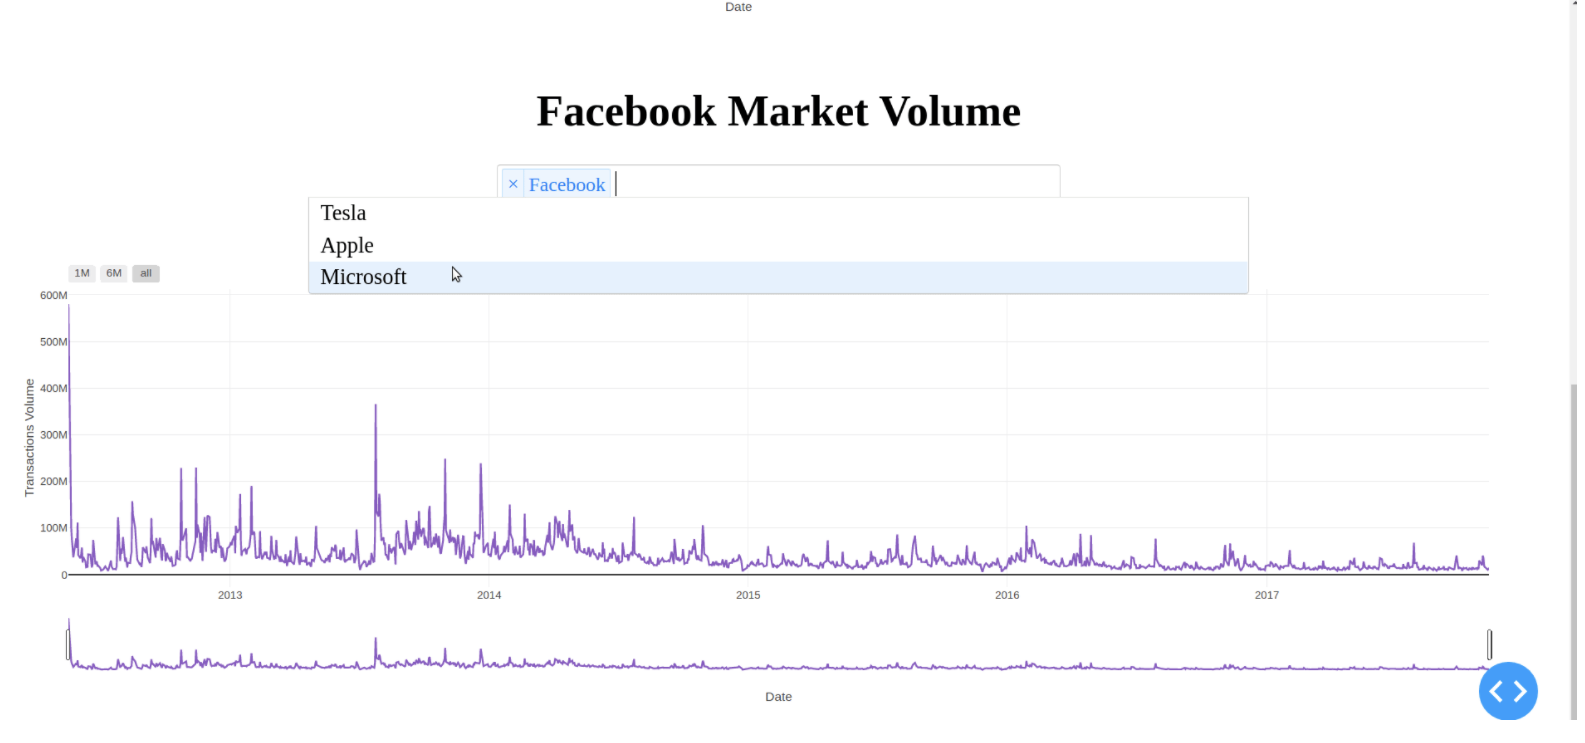 Date
Facebook Market Volume
× Facebook
Tesla
Apple
Microsoft
1M 6M all
600M
500M
400M
300M
200M
100M
0
Transactions Volume
2013 2014 2015 2016 2017
Date